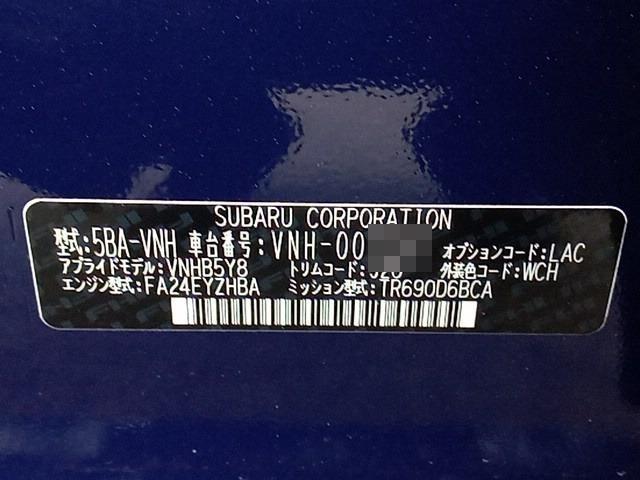 SUBARU CORPORATION
型式:5BA-VNH 車台番号:VNH-00 オプションコード:LAC
アプライドモデル:VNHB5Y8 トリムコード: 外装色コード:WCH
エンジン型式:FA24EYZHBA ミッション型式:TR690D6BCA